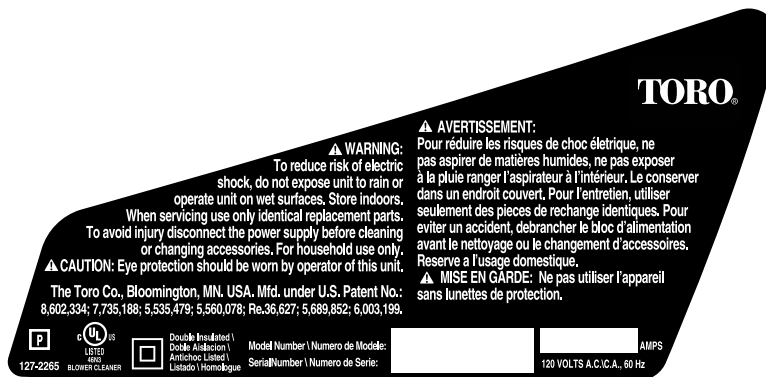 TORO®
⚠ WARNING:
To reduce risk of electric
shock, do not expose unit to rain or
operate unit on wet surfaces. Store indoors.
When servicing use only identical replacement parts.
To avoid injury disconnect the power supply before cleaning
or changing accessories. For household use only.
⚠ CAUTION: Eye protection should be worn by operator of this unit.
⚠ AVERTISSEMENT:
Pour réduire les risques de choc életrique, ne
pas aspirer de matières humides, ne pas exposer
à la pluie ranger l'aspirateur à l'intérieur. Le conserver
dans un endroit couvert. Pour l'entretien, utiliser
seulement des pieces de rechange identiques. Pour
eviter un accident, debrancher le bloc d'alimentation
avant le nettoyage ou le changement d'accessoires.
Reserve a l'usage domestique.
⚠ MISE EN GARDE: Ne pas utiliser l'appareil
sans lunettes de protection.
The Toro Co., Bloomington, MN. USA. Mfd. under U.S. Patent No.:
8,602,334; 7,735,188; 5,535,479; 5,560,078; Re.36,627; 5,689,852; 6,003,199.
P
127-2265
C UL US
LISTED
46N3
BLOWER CLEANER
Double Insulated \
Doble Aislacion \
Antichoc Listed \
Listado \ Homologue
Model Number \ Numero de Modele:
SerialNumber \ Numero de Serie:
AMPS
120 VOLTS A.C.\C.A., 60 Hz